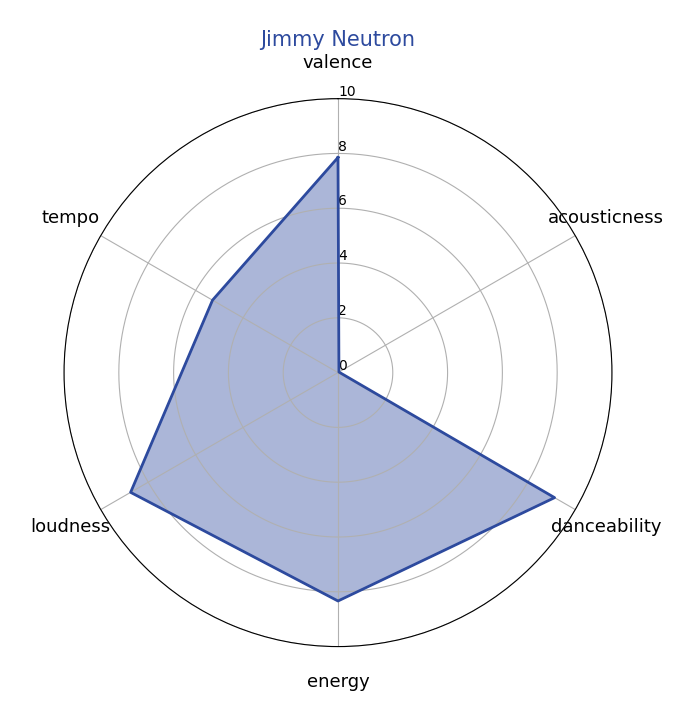 Jimmy Neutron
valence
10
8
tempo
acousticness
6
4
2
0
loudness
danceability
energy